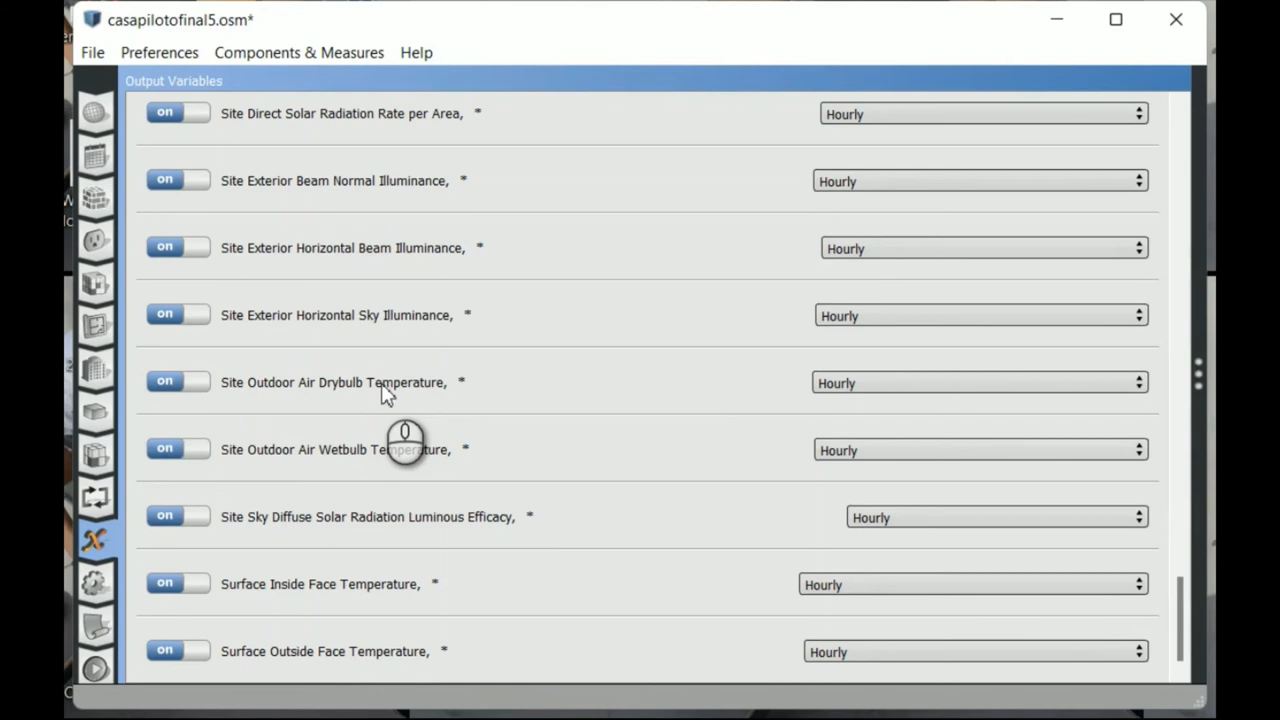 casapilotofinal5.osm*
File Preferences Components & Measures Help
Output Variables
on Site Direct Solar Radiation Rate per Area, * Hourly
on Site Exterior Beam Normal Illuminance, * Hourly
on Site Exterior Horizontal Beam Illuminance, * Hourly
on Site Exterior Horizontal Sky Illuminance, * Hourly
on Site Outdoor Air Drybulb Temperature, * Hourly
on Site Outdoor Air Wetbulb Temperature, * Hourly
on Site Sky Diffuse Solar Radiation Luminous Efficacy, * Hourly
on Surface Inside Face Temperature, * Hourly
on Surface Outside Face Temperature, * Hourly